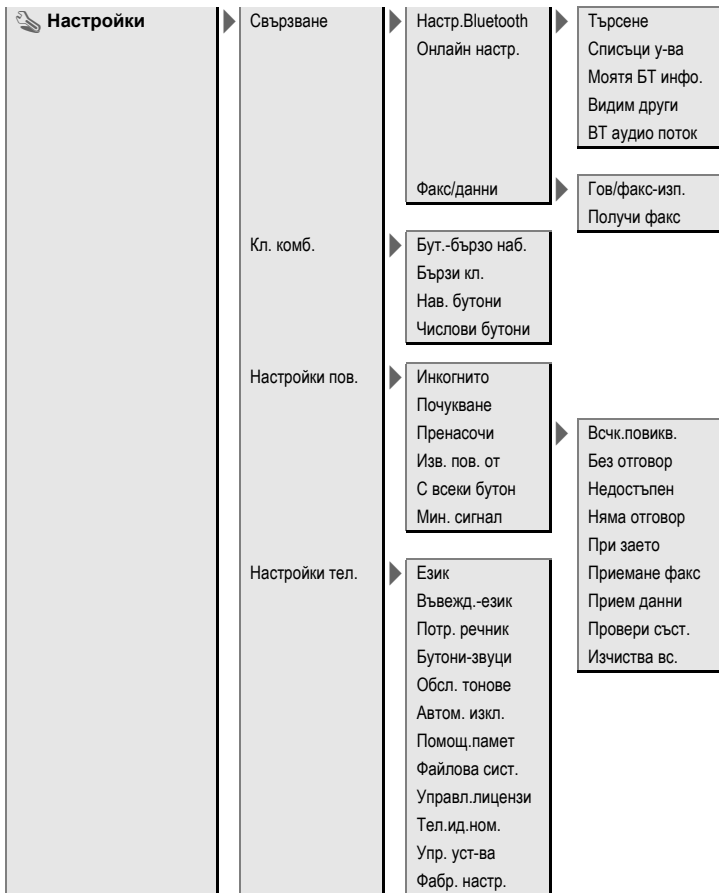 Настройки
Свързване
Настр.Bluetooth
Търсене
Онлайн настр.
Списъци у-ва
Моятя БТ инфо.
Видим други
ВТ аудио поток
Факс/данни
Гов/факс-изп.
Получи факс
Кл. комб.
Бут.-бързо наб.
Бързи кл.
Нав. бутони
Числови бутони
Настройки пов.
Инкогнито
Почукване
Пренасочи
Всчк.повикв.
Изв. пов. от
Без отговор
С всеки бутон
Недостъпен
Мин. сигнал
Няма отговор
При заето
Настройки тел.
Език
Приемане факс
Въвежд.-език
Прием данни
Потр. речник
Провери съст.
Бутони-звуци
Изчиства вс.
Обсл. тонове
Автом. изкл.
Помощ.памет
Файлова сист.
Управл.лицензи
Тел.ид.ном.
Упр. уст-ва
Фабр. настр.